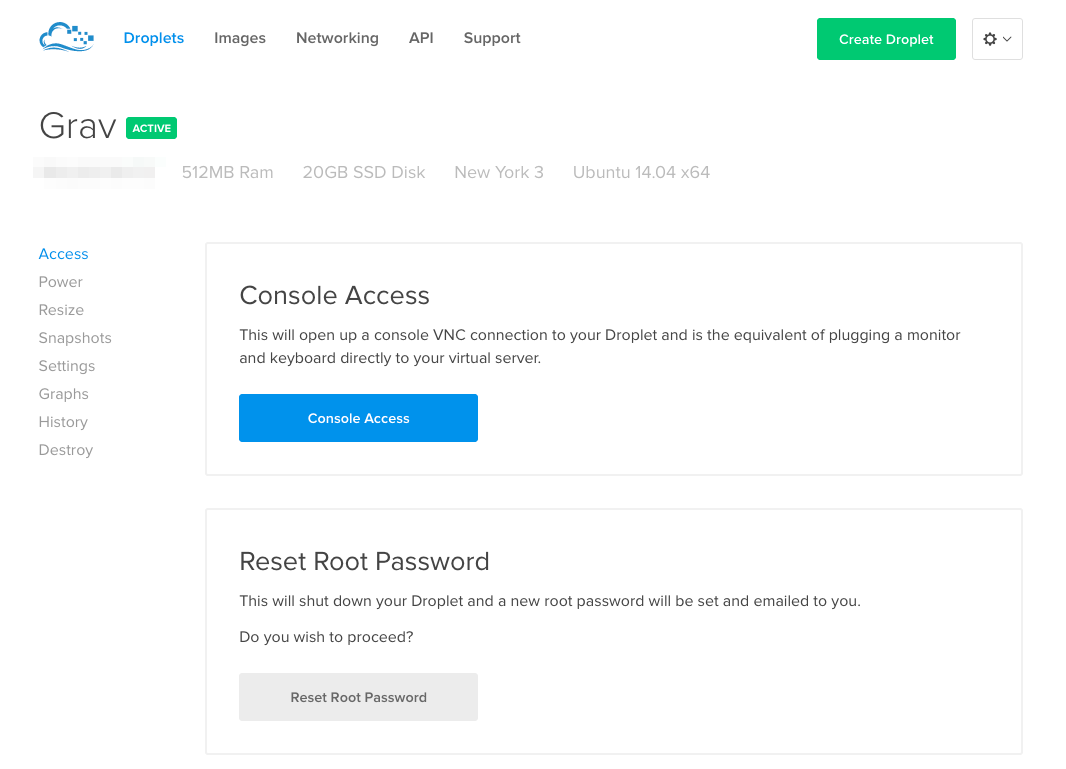 Droplets Images Networking API Support Create Droplet
Grav ACTIVE
512MB Ram 20GB SSD Disk New York 3 Ubuntu 14.04 x64
Access
Power
Resize
Snapshots
Settings
Graphs
History
Destroy
Console Access
This will open up a console VNC connection to your Droplet and is the equivalent of plugging a monitor
and keyboard directly to your virtual server.
Console Access
Reset Root Password
This will shut down your Droplet and a new root password will be set and emailed to you.
Do you wish to proceed?
Reset Root Password